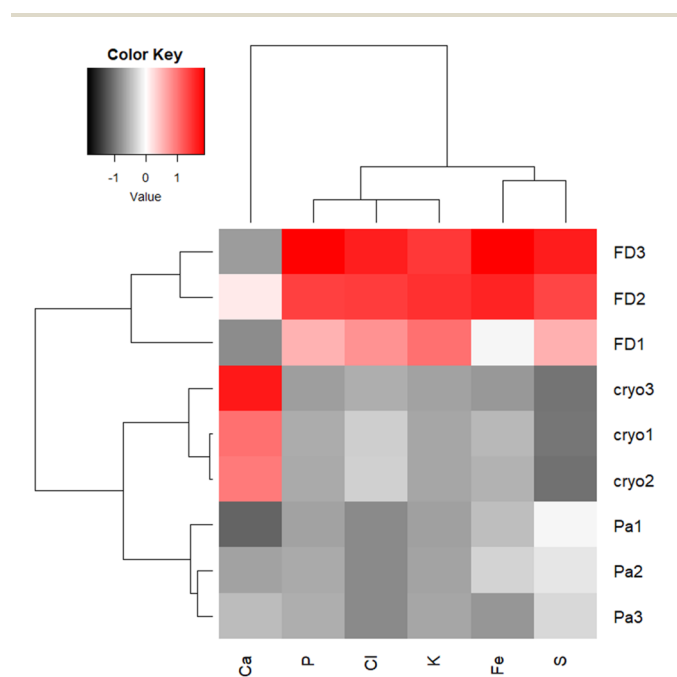 Color Key
-1 0 1
Value
FD3
FD2
FD1
cryo3
cryo1
cryo2
Pa1
Pa2
Pa3
Ca P Cl K Fe S